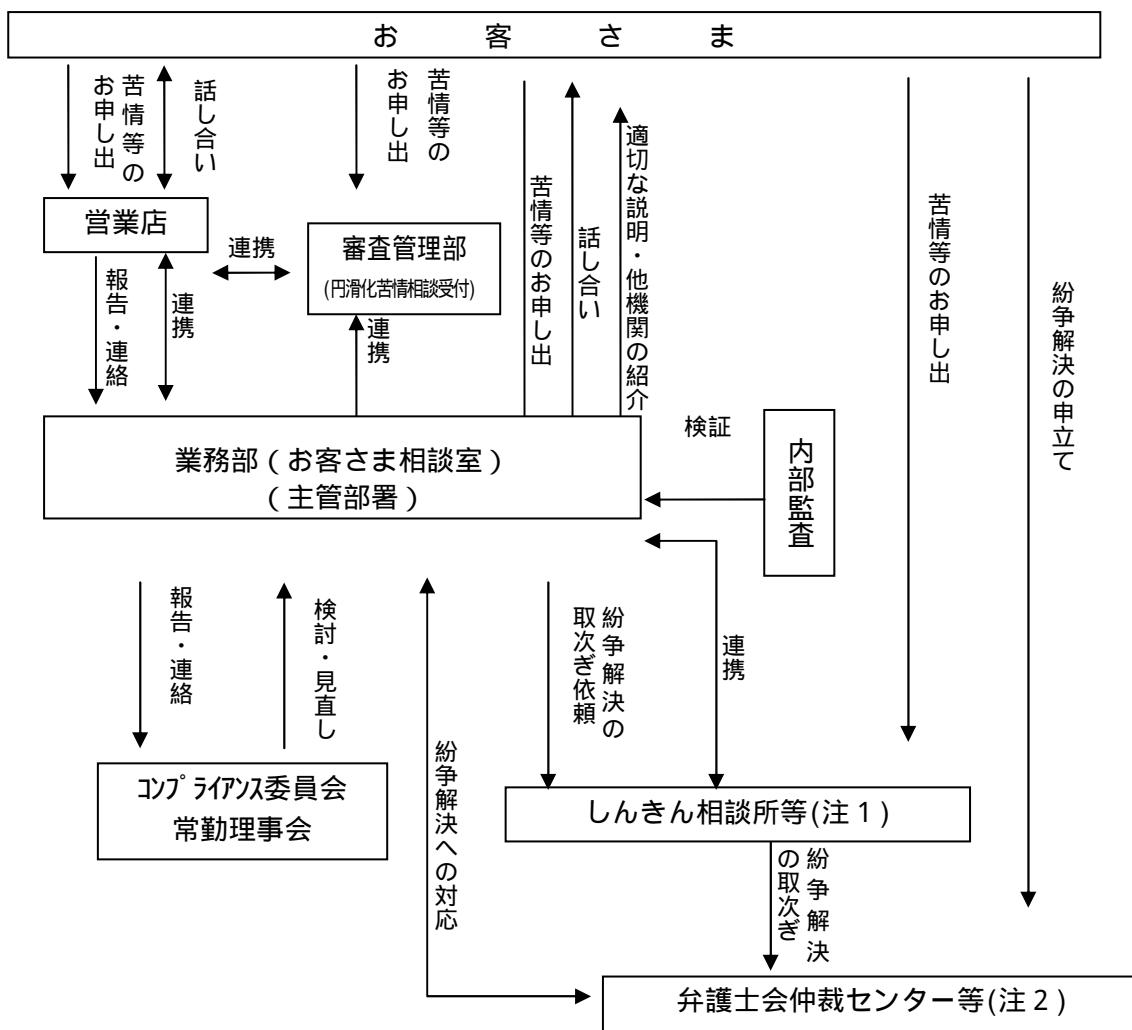 お客さま
苦情等の
お申し出
話し合い
苦情等の
お申し出
苦情等のお申し出
話し合い
適切な説明・他機関の紹介
苦情等のお申し出
紛争解決の申立て
営業店
連携
審査管理部
(円滑化苦情相談受付)
報告・連絡
連携
連携
業務部(お客さま相談室)
(主管部署)
検証
内部監査
報告・連絡
検討・見直し
紛争解決への対応
紛争解決の
取次ぎ依頼
連携
コンプライアンス委員会
常勤理事会
しんきん相談所等(注1)
紛争解決
の取次ぎ
弁護士会仲裁センター等(注2)